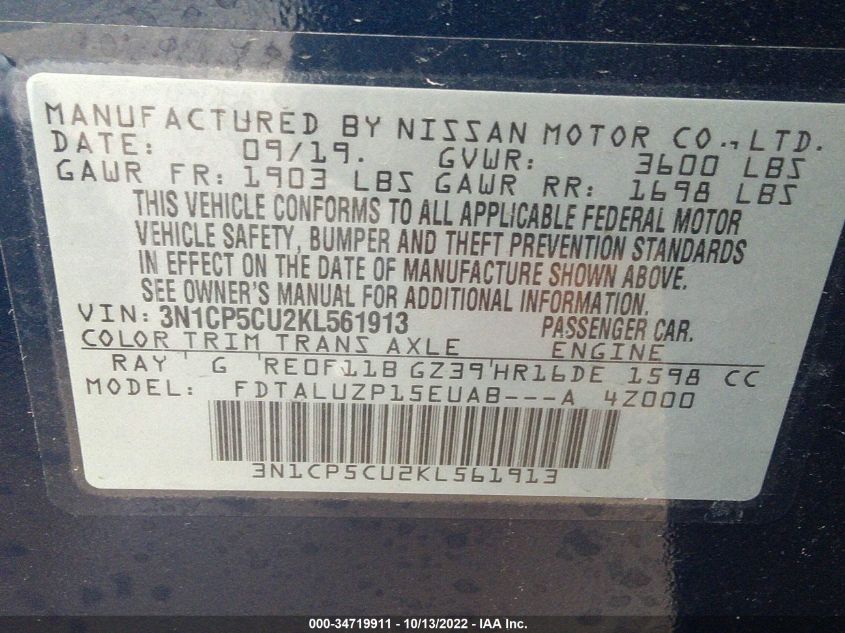 MANUFACTURED BY NISSAN MOTOR CO., LTD.
DATE: 09/19. GVWR: 3600 LBS
GAWR FR: 1903 LBS GAWR RR: 1698 LBS
THIS VEHICLE CONFORMS TO ALL APPLICABLE FEDERAL MOTOR
VEHICLE SAFETY, BUMPER AND THEFT PREVENTION STANDARDS
IN EFFECT ON THE DATE OF MANUFACTURE SHOWN ABOVE.
SEE OWNER'S MANUAL FOR ADDITIONAL INFORMATION.
VIN: 3N1CP5CU2KL561913 PASSENGER CAR.
COLOR TRIM TRANS AXLE ENGINE
RAY G RE0F11B GZ39 HR16DE 1598 CC
MODEL: FDTALUZP15EUAB---A 4Z000
3N1CP5CU2KL561913
000-34719911 - 10/13/2022 - IAA Inc.